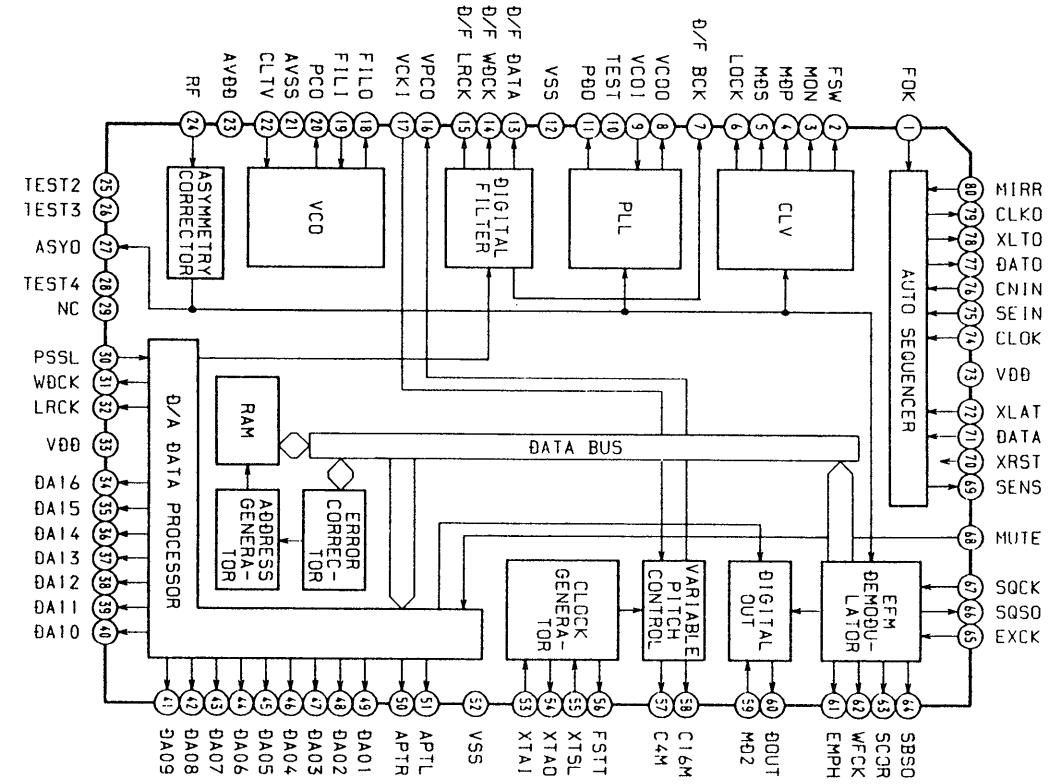 RF
AVDD
CLTV
AVSS
PCO
FILI
FILO
VCKI
VPCO
D/F LRCK
D/F WDCK
D/F DATA
VSS
PDO
TEST
VCOI
VCOO
D/F BCK
LOCK
MDS
MDP
MON
FSW
FOK
24
23
22
21
20
19
18
17
16
15
14
13
12
11
10
9
8
7
6
5
4
3
2
1
ASYMMETRY
CORRECTOR
VCO
DIGITAL
FILTER
PLL
CLV
AUTO SEQUENCER
TEST2 25
TEST3 26
ASYO 27
TEST4 28
NC 29
PSSL 30
WDCK 31
LRCK 32
VDD 33
DA16 34
DA15 35
DA14 36
DA13 37
DA12 38
DA11 39
DA10 40
80 MIRR
79 CLKO
78 XLTO
77 DATO
76 CNIN
75 SEIN
74 CLOK
73 VDD
72 XLAT
71 DATA
70 XRST
69 SENS
68 MUTE
67 SQCK
66 SQSO
65 EXCK
D/A DATA PROCESSOR
RAM
DATA BUS
ADDRESS
GENERA-
TOR
ERROR
CORREC-
TOR
CLOCK
GENERA-
TOR
VARIABLE
PITCH
CONTROL
DIGITAL
OUT
EFM
DEMODU-
LATOR
41
42
43
44
45
46
47
48
49
50
51
52
53
54
55
56
57
58
59
60
61
62
63
64
DA09
DA08
DA07
DA06
DA05
DA04
DA03
DA02
DA01
APTR
APTL
VSS
XTAI
XTAO
XTSL
FSTT
C4M
C16M
MD2
DOUT
EMPH
WFCK
SCOR
SBSO